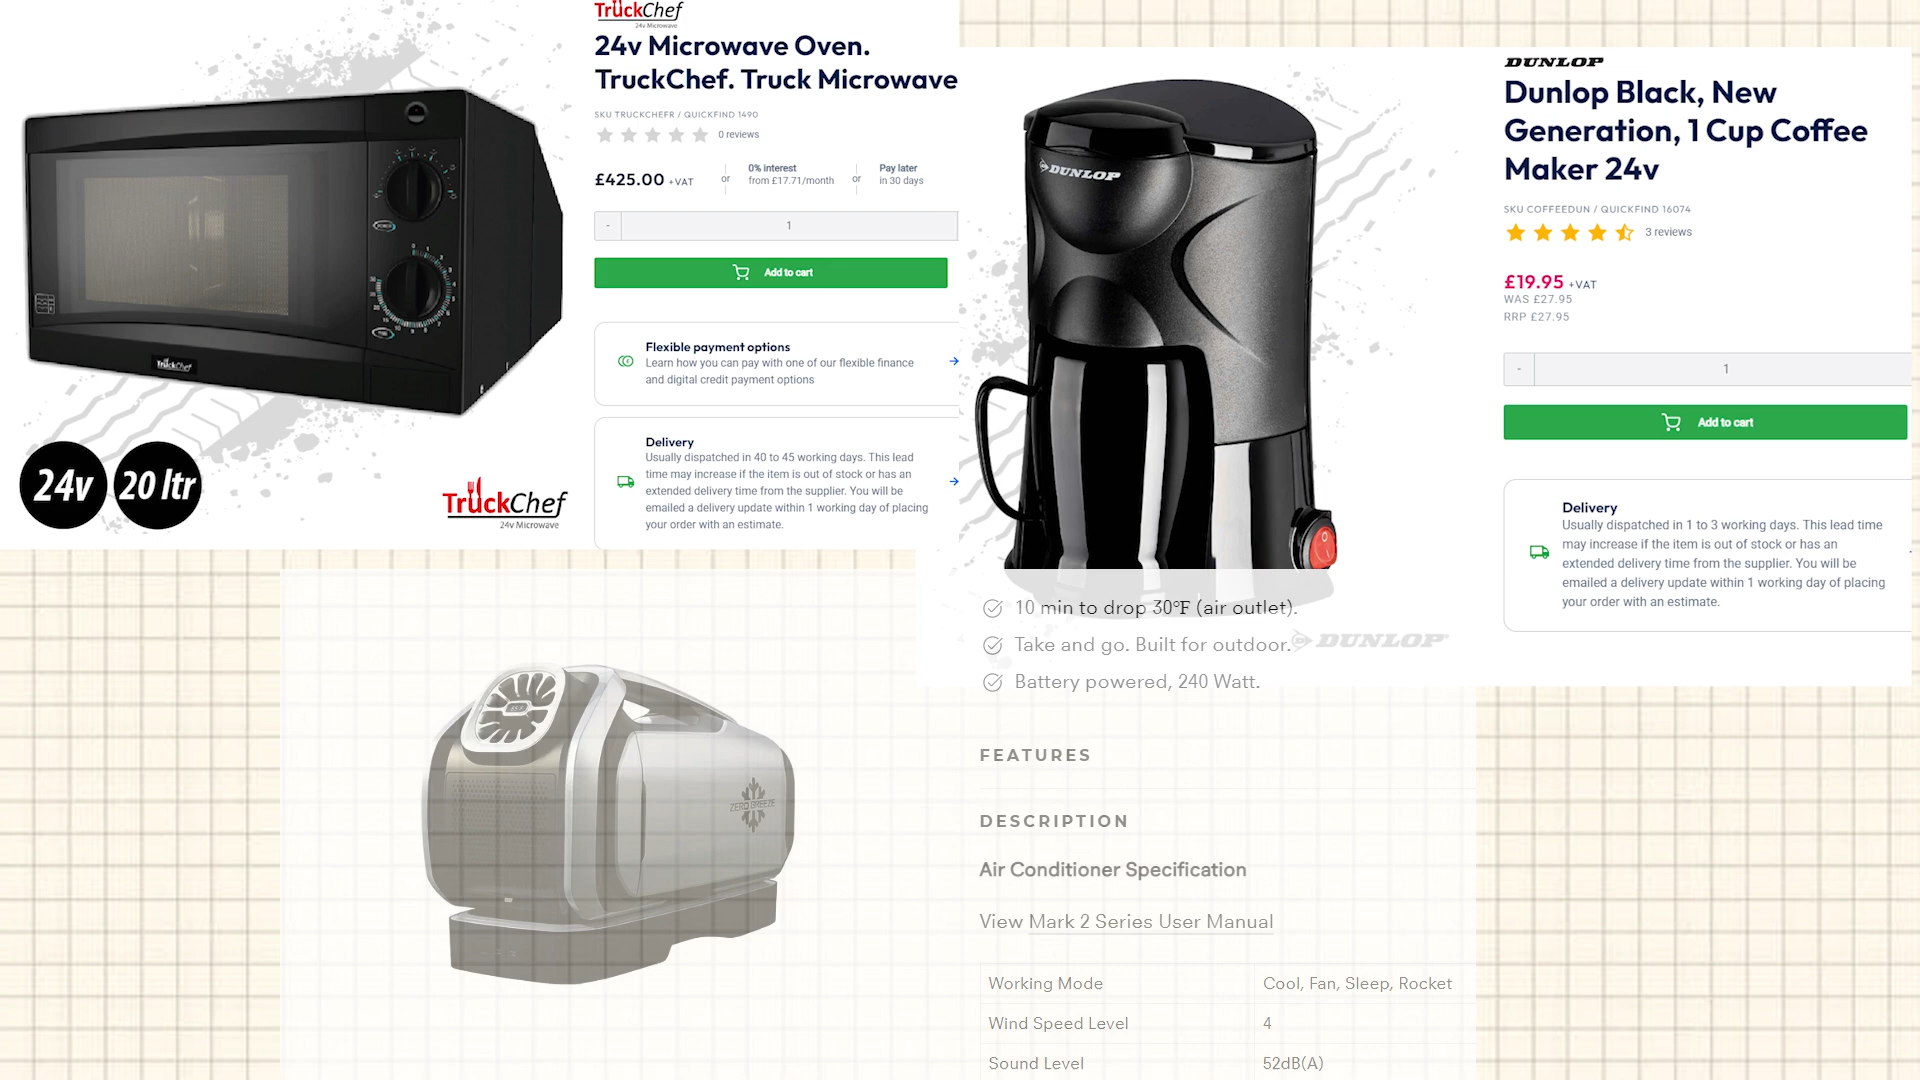 TruckChef
24v Microwave
24v Microwave Oven.
TruckChef. Truck Microwave
SKU TRUCKCHEFR / QUICKFIND 1490
0 reviews
£425.00 +VAT
or
0% interest
from £17.71/month
or
Pay later
in 30 days
-
1
Add to cart
Flexible payment options
Learn how you can pay with one of our flexible finance
and digital credit payment options
Delivery
Usually dispatched in 40 to 45 working days. This lead
time may increase if the item is out of stock or has an
extended delivery time from the supplier. You will be
emailed a delivery update within 1 working day of placing
your order with an estimate.
TruckChef
24v
20 ltr
TruckChef
24v Microwave
DUNLOP
DUNLOP
Dunlop Black, New
Generation, 1 Cup Coffee
Maker 24v
SKU COFFEEDUN / QUICKFIND 16074
3 reviews
£19.95 +VAT
WAS £27.95
RRP £27.95
-
1
Add to cart
Delivery
Usually dispatched in 1 to 3 working days. This lead time
may increase if the item is out of stock or has an
extended delivery time from the supplier. You will be
emailed a delivery update within 1 working day of placing
your order with an estimate.
DUNLOP
ZERO BREEZE
10 min to drop 30°F (air outlet).
Take and go. Built for outdoor.
Battery powered, 240 Watt.
FEATURES
DESCRIPTION
Air Conditioner Specification
View Mark 2 Series User Manual
Working Mode
Cool, Fan, Sleep, Rocket
Wind Speed Level
4
Sound Level
52dB(A)